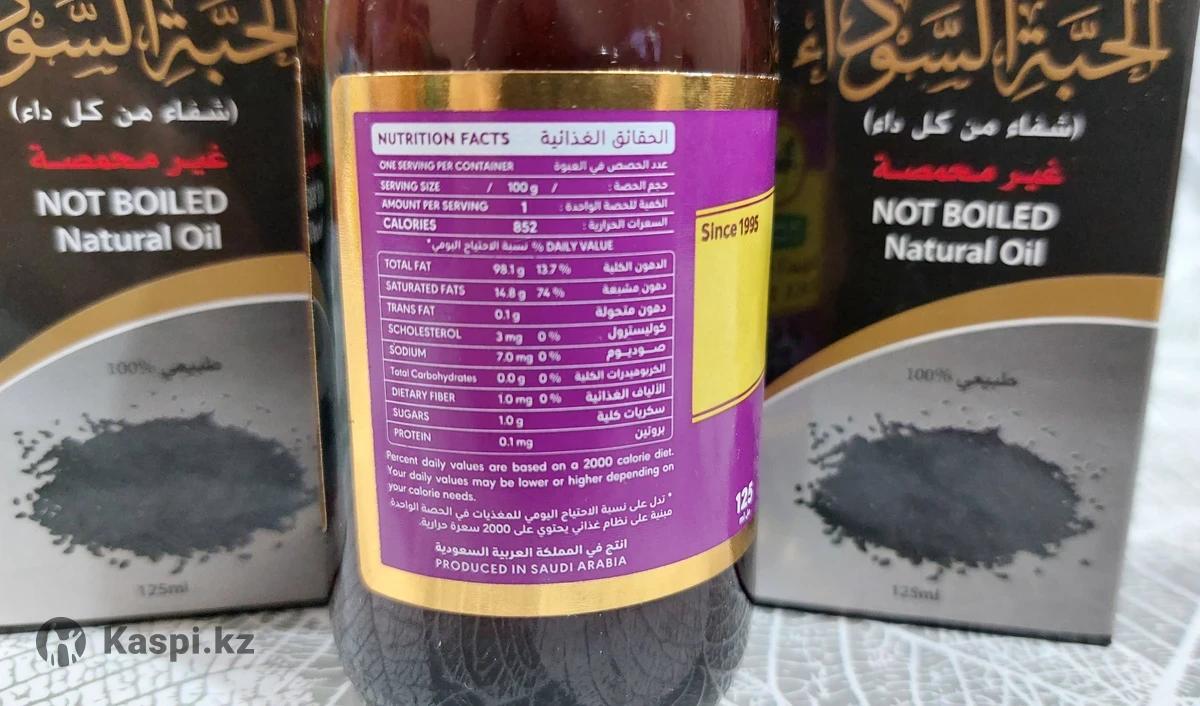 الحبة السوداء
(شفاء من كل داء)
غير محمصة
NOT BOILED
Natural Oil
100% طبيعي
125ml
NUTRITION FACTS الحقائق الغذائية
ONE SERVING PER CONTAINER عدد الحصص في العبوة
SERVING SIZE / 100 g / حجم الحصة :
AMOUNT PER SERVING 1 الكمية للحصة الواحدة :
CALORIES 852 السعرات الحرارية :
نسبة الاحتياج اليومي* % DAILY VALUE
TOTAL FAT 98.1 g 13.7 % الدهون الكلية
SATURATED FATS 14.8 g 74 % دهون مشبعة
TRANS FAT 0.1 g دهون متحولة
SCHOLESTEROL 3 mg 0 % كوليسترول
SODIUM 7.0 mg 0 % صوديوم
Total Carbohydrates 0.0 g 0 % الكربوهيدرات الكلية
DIETARY FIBER 1.0 mg 0 % الألياف الغذائية
SUGARS 1.0 g سكريات كلية
PROTEIN 0.1 mg بروتين
Percent daily values are based on a 2000 calorie diet.
Your daily values may be lower or higher depending on
your calorie needs.
* تدل على نسبة الاحتياج اليومي للمغذيات في الحصة الواحدة
مبنية على نظام غذائي يحتوي على 2000 سعرة حرارية.
انتج في المملكة العربية السعودية
PRODUCED IN SAUDI ARABIA
Since 1995
125
الحبة السوداء
(شفاء من كل داء)
غير محمصة
NOT BOILED
Natural Oil
100% طبيعي
125ml
Kaspi.kz